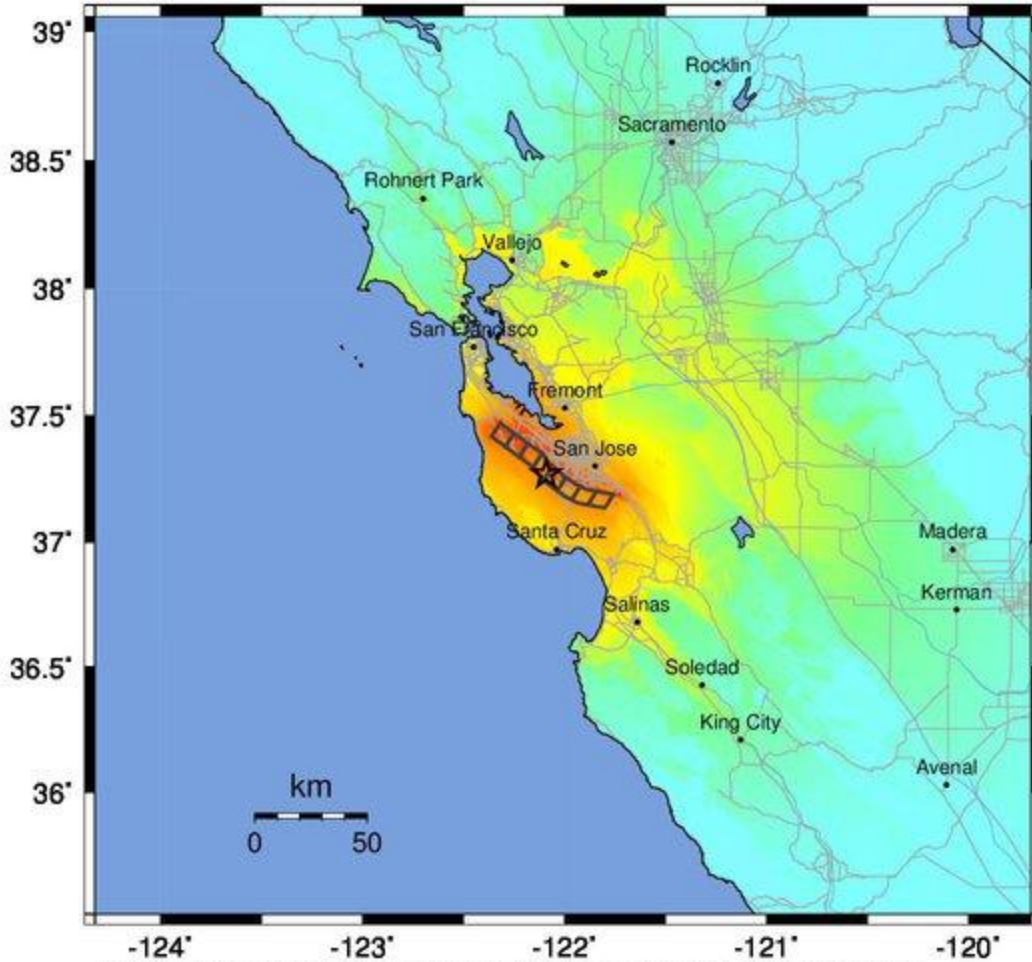 39°
Rocklin
Sacramento
38.5°
Rohnert Park
Vallejo
38°
San Francisco
Fremont
37.5°
San Jose
Santa Cruz
37°
Madera
Kerman
Salinas
36.5°
Soledad
King City
Avenal
36°
km
0 50
-124° -123° -122° -121° -120°